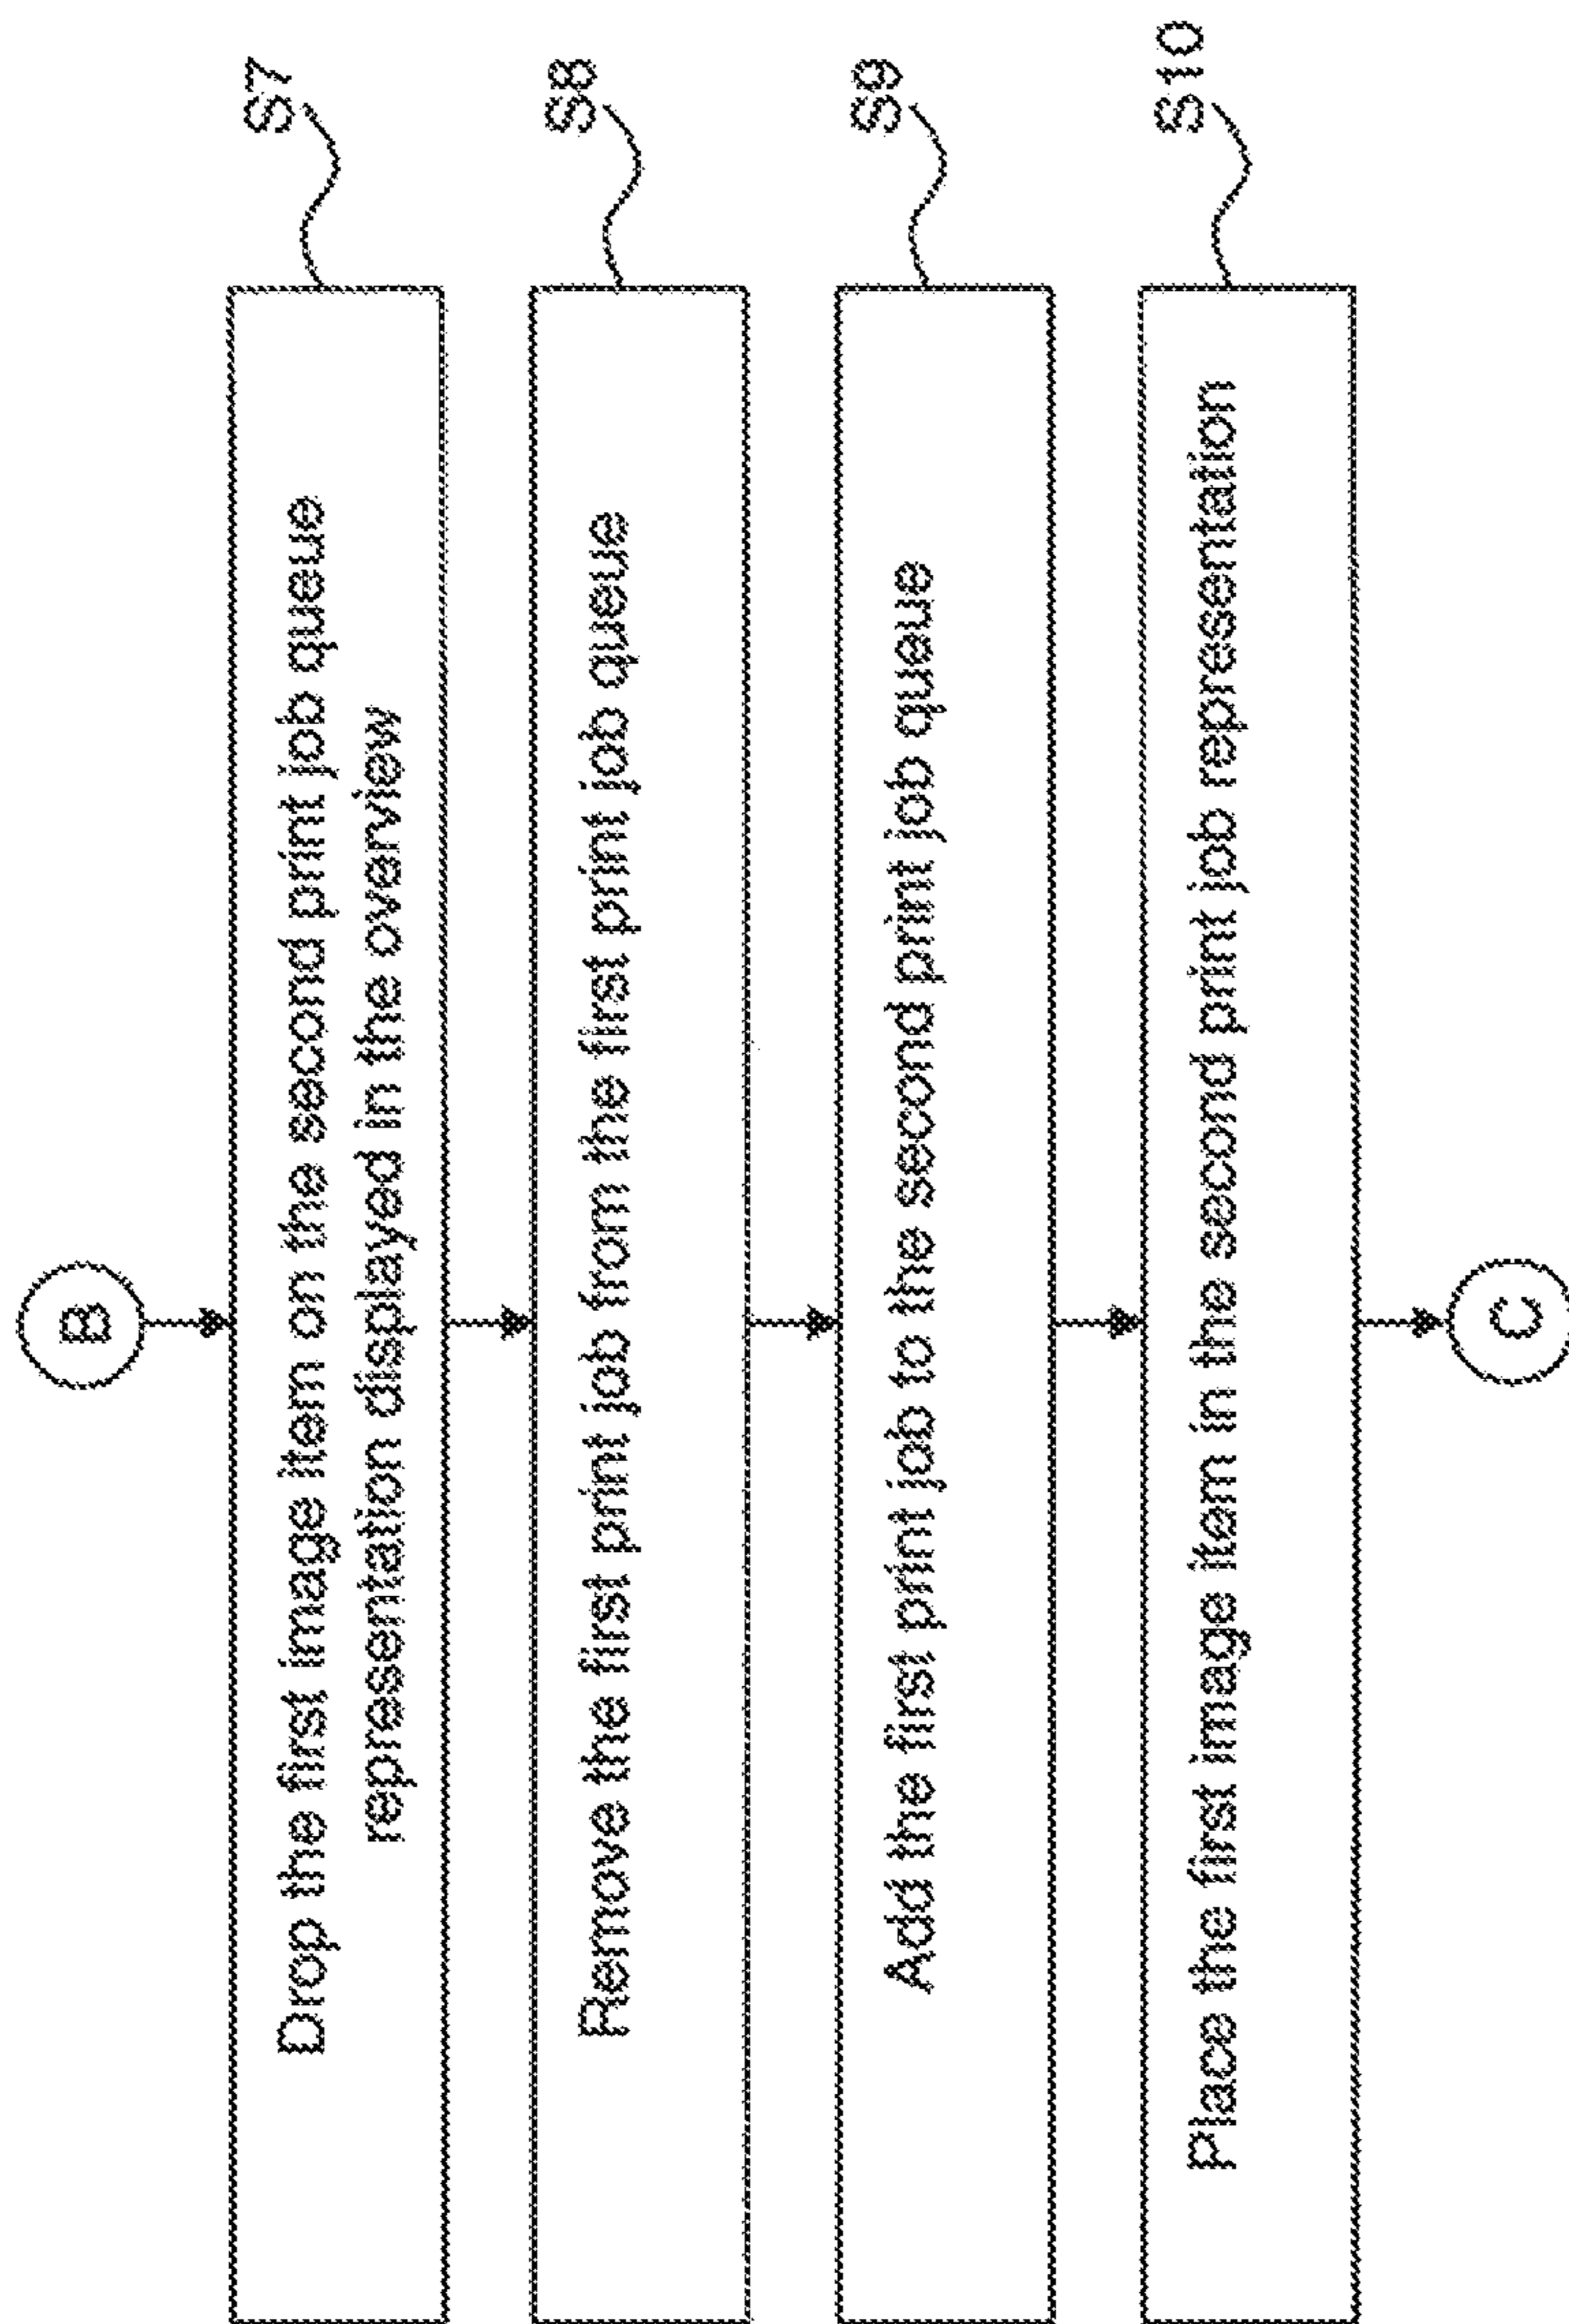 B
S7
Drop the first image item on the second print job queue
representation displayed in the overview
S8
Remove the first print job from the first print job queue
S9
Add the first print job to the second print job queue
S10
Place the first image item in the second print job representation
C